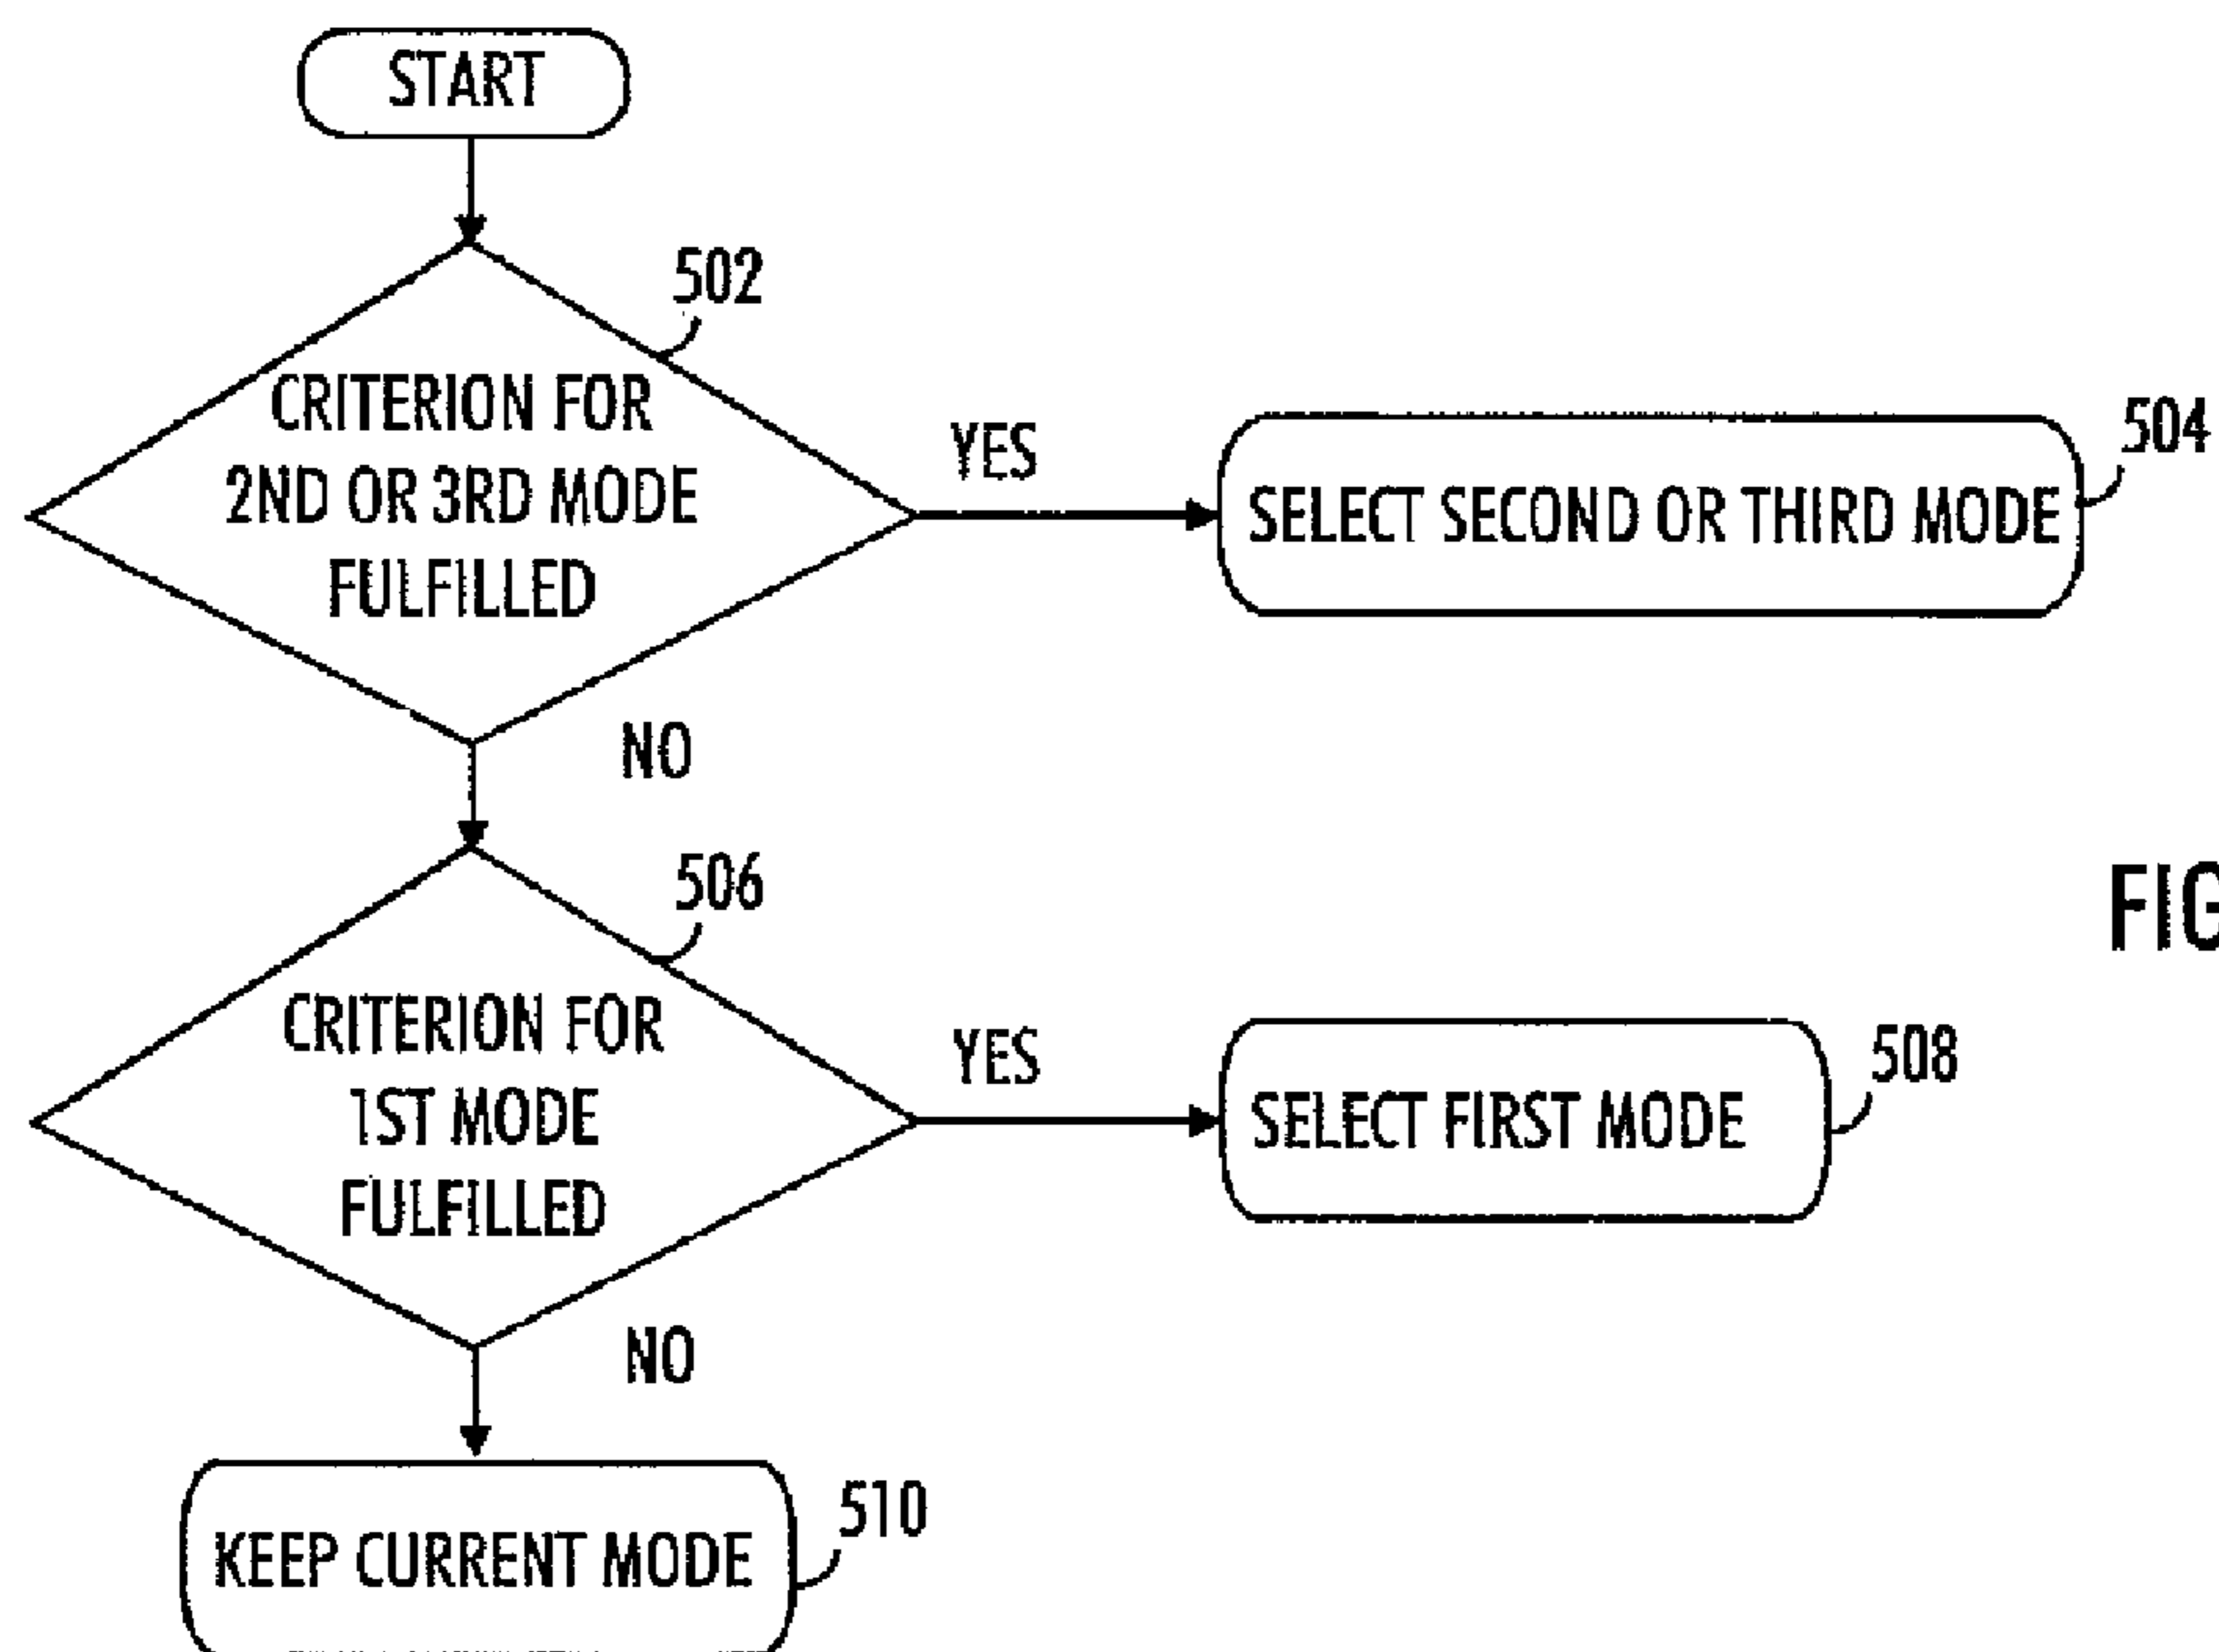 START
502
CRITERION FOR
2ND OR 3RD MODE
FULFILLED
YES
SELECT SECOND OR THIRD MODE
504
NO
506
CRITERION FOR
1ST MODE
FULFILLED
YES
SELECT FIRST MODE
508
FIG
NO
KEEP CURRENT MODE
510